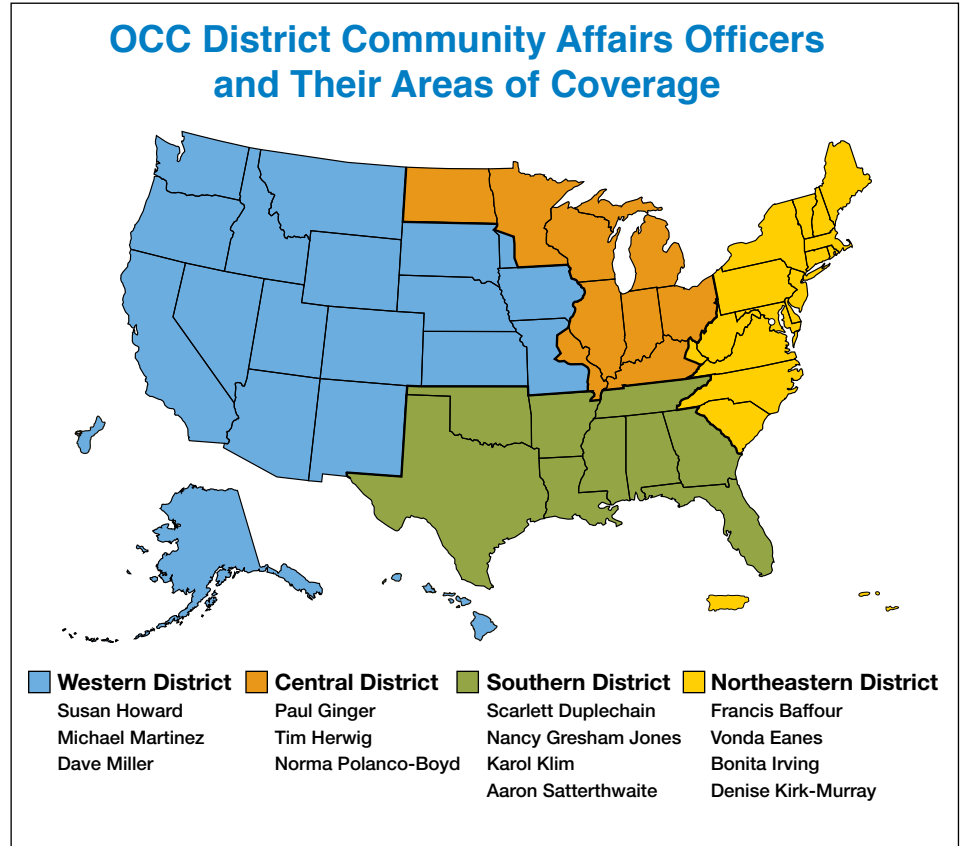 OCC District Community Affairs Officers
and Their Areas of Coverage
Western District
Susan Howard
Michael Martinez
Dave Miller
Central District
Paul Ginger
Tim Herwig
Norma Polanco-Boyd
Southern District
Scarlett Duplechain
Nancy Gresham Jones
Karol Klim
Aaron Satterthwaite
Northeastern District
Francis Baffour
Vonda Eanes
Bonita Irving
Denise Kirk-Murray